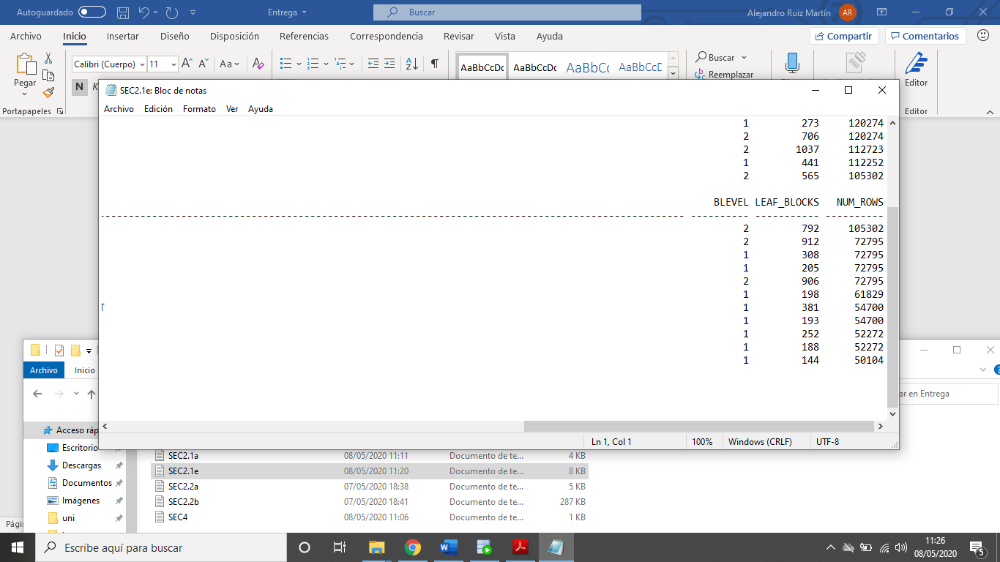 Autoguardado Entrega Buscar Alejandro Ruiz Martín AR
Archivo Inicio Insertar Diseño Disposición Referencias Correspondencia Revisar Vista Ayuda Compartir Comentarios
Pegar Calibri (Cuerpo) 11 A A Aa A AaBbCcDc AaBbCcDc AaBbCc AaBbCcD Buscar
N K Reemplazar Editor
Portapapeles Editor
SEC2.1e: Bloc de notas
Archivo Edición Formato Ver Ayuda
1 273 120274
2 706 120274
2 1037 112723
1 441 112252
2 565 105302
BLEVEL LEAF_BLOCKS NUM_ROWS
---------- ----------- ----------
2 792 105302
2 912 72795
1 308 72795
1 205 72795
2 906 72795
1 198 61829
1 381 54700
1 193 54700
1 252 52272
1 188 52272
1 144 50104
Ln 1, Col 1 100% Windows (CRLF) UTF-8
Archivo Inicio
ar en Entrega
Acceso ráp
Escritorio
Descargas
Documentos
Imágenes
uni
SEC2.1a 08/05/2020 11:11 Documento de te... 4 KB
SEC2.1e 08/05/2020 11:20 Documento de te... 8 KB
SEC2.2a 07/05/2020 18:38 Documento de te... 5 KB
SEC2.2b 07/05/2020 18:41 Documento de te... 287 KB
SEC4 08/05/2020 11:06 Documento de te... 1 KB
Págin
Escribe aquí para buscar
11:26
08/05/2020
5